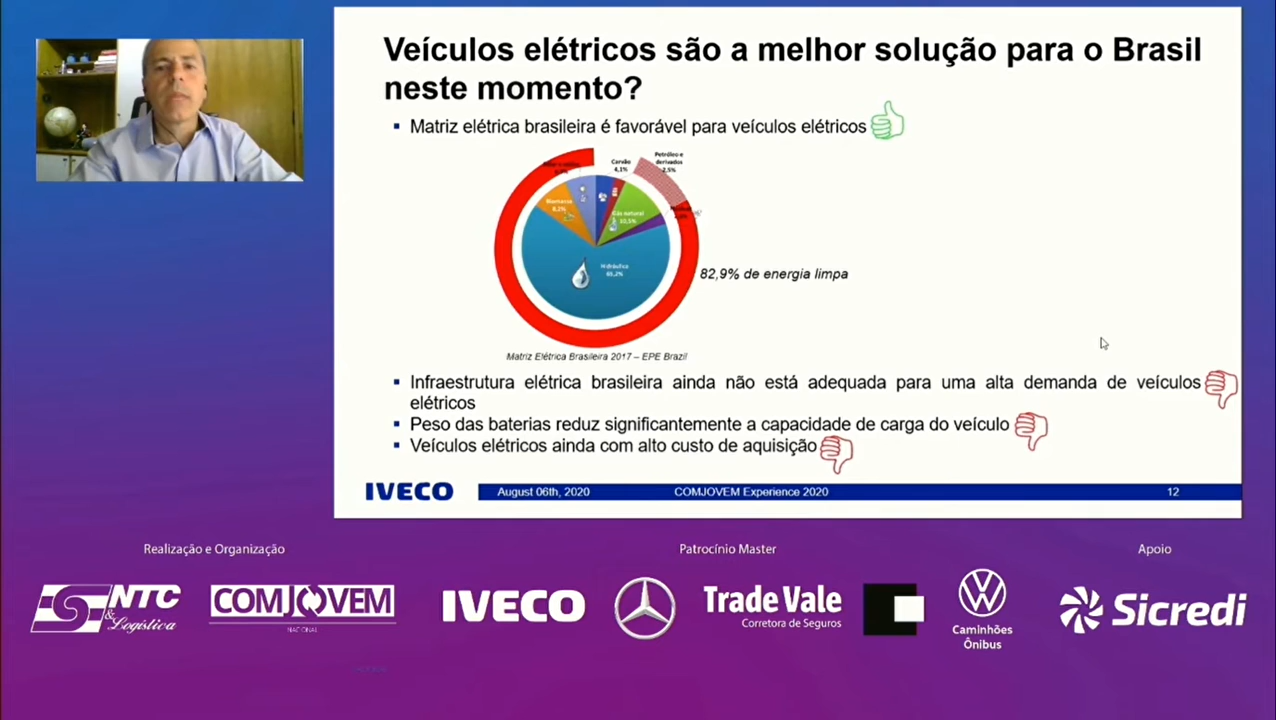 Veículos elétricos são a melhor solução para o Brasil
neste momento?
▪ Matriz elétrica brasileira é favorável para veículos elétricos
Carvão
4,1%
Petróleo e
derivados
2,5%
Biomassa
8,2%
Gás natural
10,5%
Hidráulica
65,2%
82,9% de energia limpa
Matriz Elétrica Brasileira 2017 – EPE Brazil
▪ Infraestrutura elétrica brasileira ainda não está adequada para uma alta demanda de veículos
elétricos
▪ Peso das baterias reduz significantemente a capacidade de carga do veículo
▪ Veículos elétricos ainda com alto custo de aquisição
IVECO August 06th, 2020 COMJOVEM Experience 2020 12
Realização e Organização Patrocínio Master Apoio
NTC
& Logística
COMJOVEM
NACIONAL
IVECO
Trade Vale
Corretora de Seguros
Caminhões
Ônibus
Sicredi